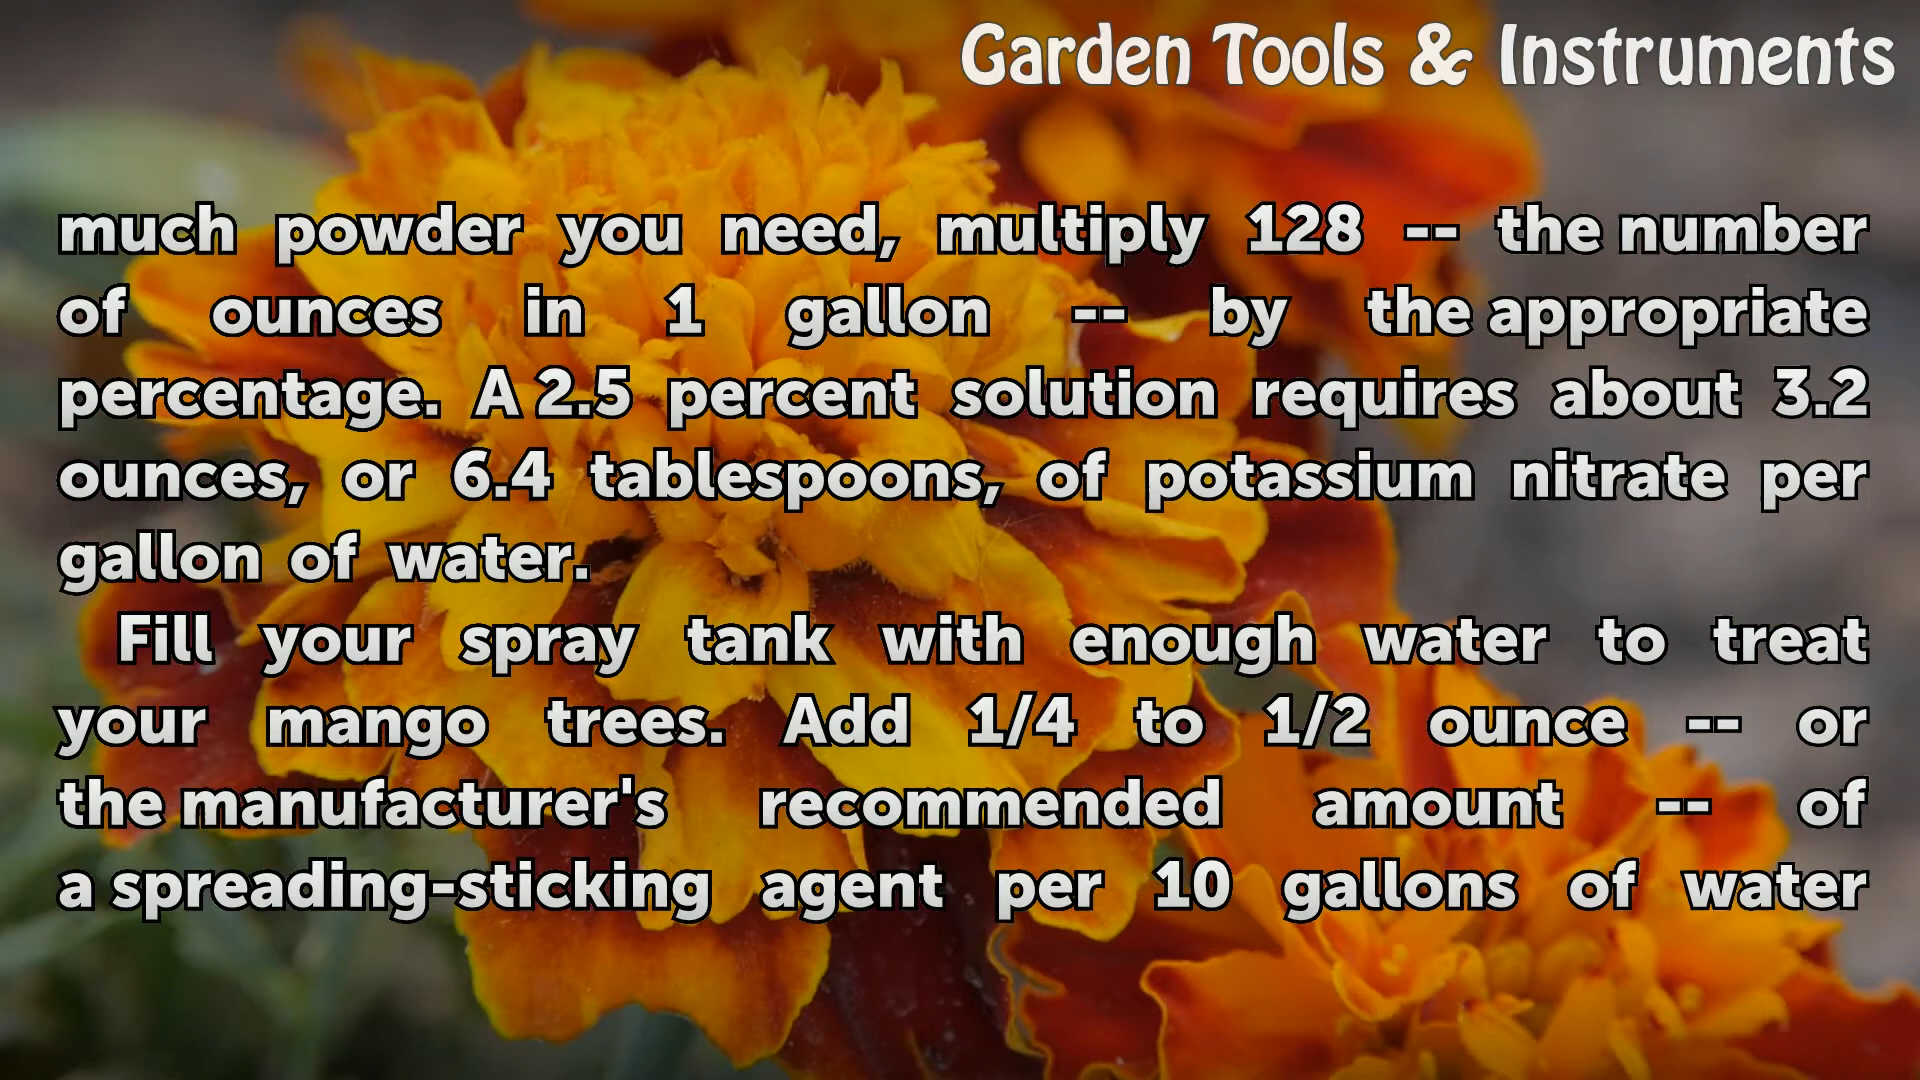 Garden Tools & Instruments
much powder you need, multiply 128 -- the number
of ounces in 1 gallon -- by the appropriate
percentage. A 2.5 percent solution requires about 3.2
ounces, or 6.4 tablespoons, of potassium nitrate per
gallon of water.
Fill your spray tank with enough water to treat
your mango trees. Add 1/4 to 1/2 ounce -- or
the manufacturer's recommended amount -- of
a spreading-sticking agent per 10 gallons of water